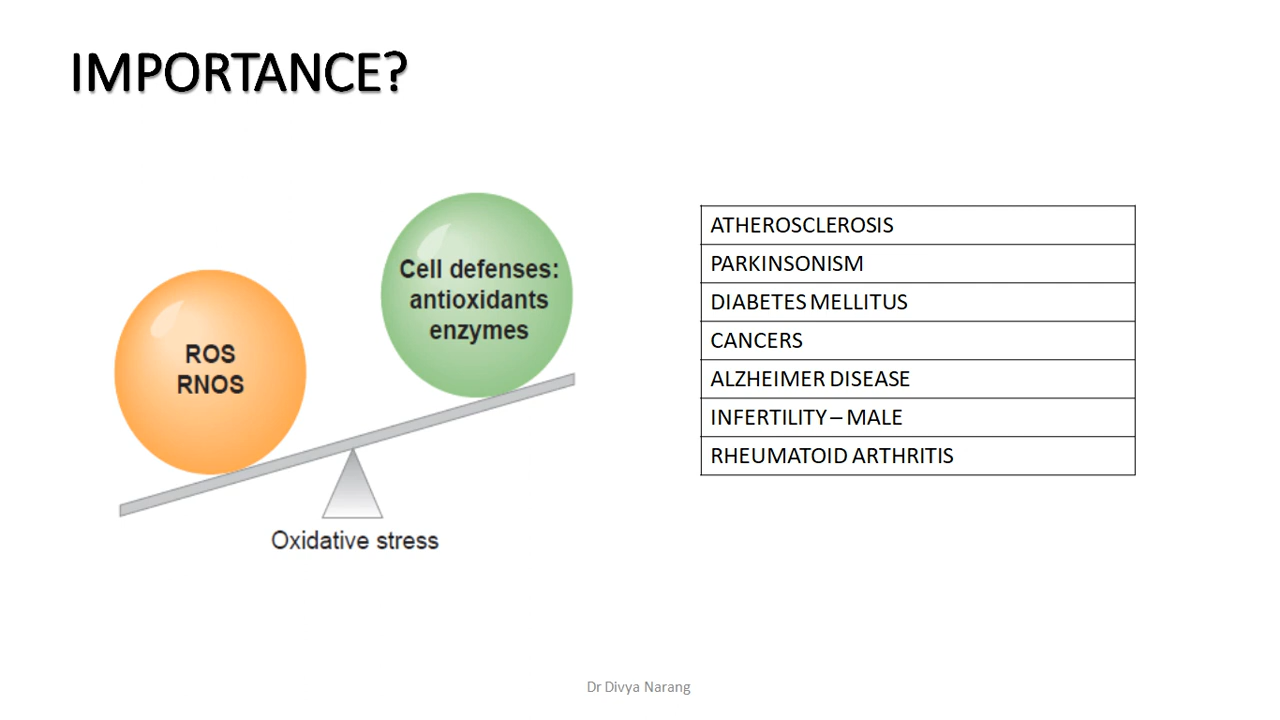 IMPORTANCE?
Cell defenses:
antioxidants
enzymes
ROS
RNOS
Oxidative stress
ATHEROSCLEROSIS
PARKINSONISM
DIABETES MELLITUS
CANCERS
ALZHEIMER DISEASE
INFERTILITY – MALE
RHEUMATOID ARTHRITIS
Dr Divya Narang